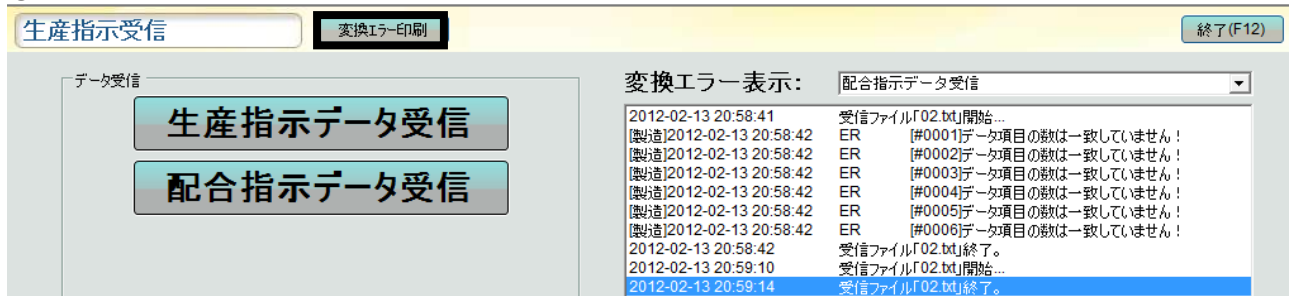 生産指示受信
変換エラー印刷
終了(F12)
データ受信
生産指示データ受信
配合指示データ受信
変換エラー表示:
配合指示データ受信
2012-02-13 20:58:41 受信ファイル「02.txt」開始...
[製造]2012-02-13 20:58:42 ER [#0001]データ項目の数は一致していません！
[製造]2012-02-13 20:58:42 ER [#0002]データ項目の数は一致していません！
[製造]2012-02-13 20:58:42 ER [#0003]データ項目の数は一致していません！
[製造]2012-02-13 20:58:42 ER [#0004]データ項目の数は一致していません！
[製造]2012-02-13 20:58:42 ER [#0005]データ項目の数は一致していません！
[製造]2012-02-13 20:58:42 ER [#0006]データ項目の数は一致していません！
2012-02-13 20:58:42 受信ファイル「02.txt」終了。
2012-02-13 20:59:10 受信ファイル「02.txt」開始...
2012-02-13 20:59:14 受信ファイル「02.txt」終了。